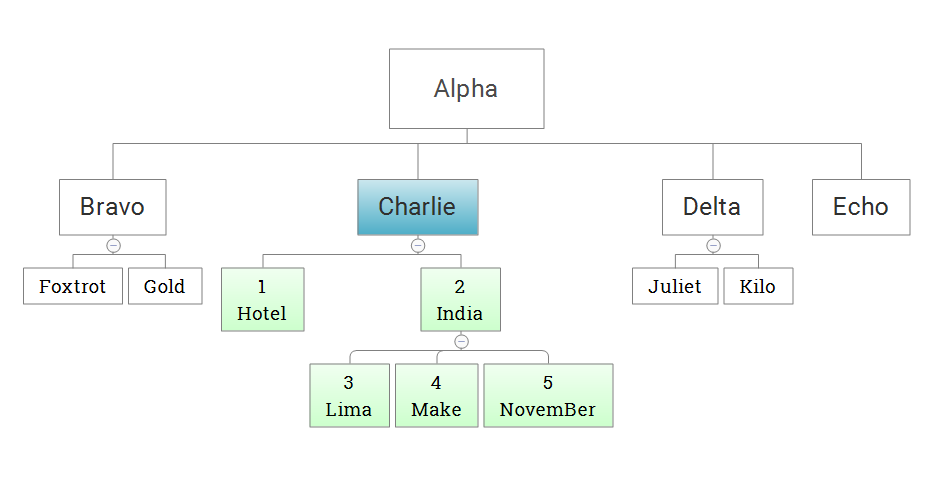 Alpha
Bravo
Charlie
Delta
Echo
Foxtrot
Gold
1
Hotel
2
India
Juliet
Kilo
3
Lima
4
Make
5
NovemBer